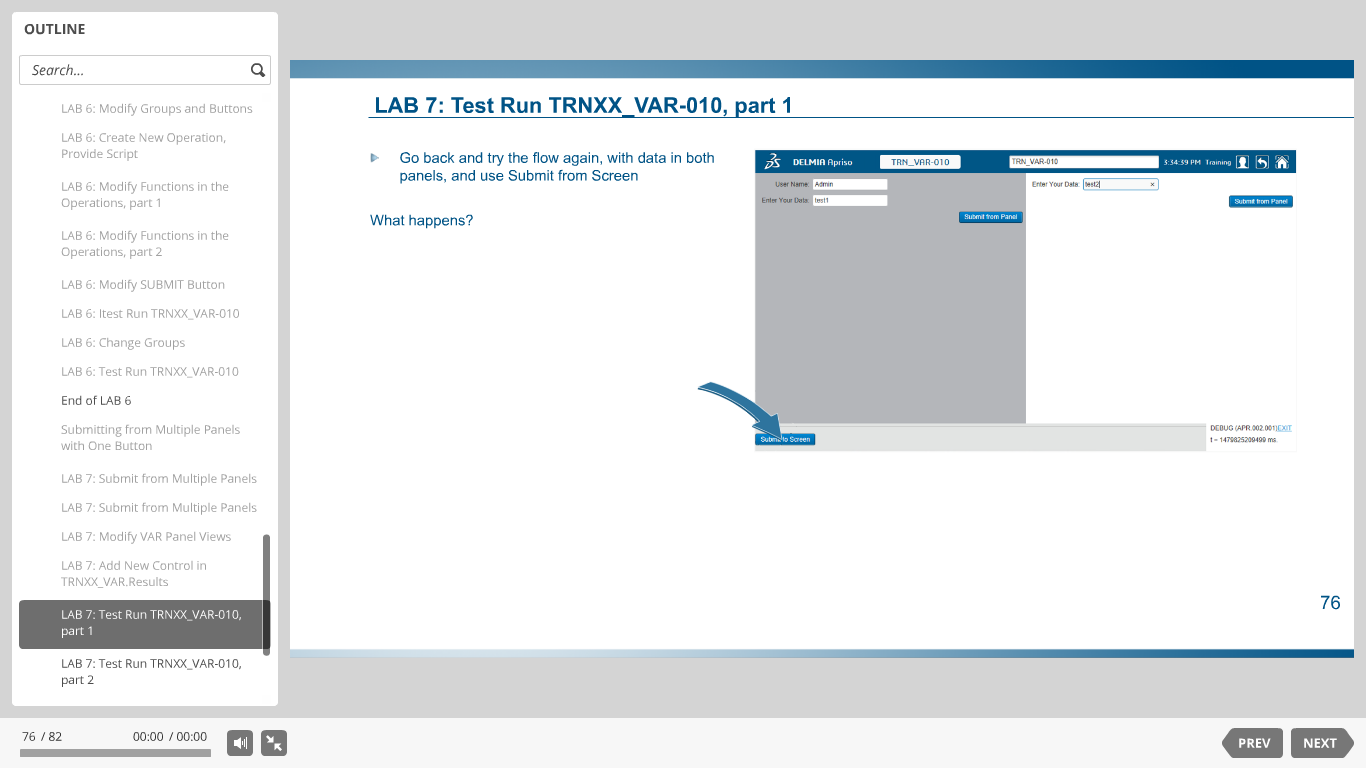 OUTLINE
Search...
LAB 6: Modify Groups and Buttons
LAB 6: Create New Operation,
Provide Script
LAB 6: Modify Functions in the
Operations, part 1
LAB 6: Modify Functions in the
Operations, part 2
LAB 6: Modify SUBMIT Button
LAB 6: Itest Run TRNXX_VAR-010
LAB 6: Change Groups
LAB 6: Test Run TRNXX_VAR-010
End of LAB 6
Submitting from Multiple Panels
with One Button
LAB 7: Submit from Multiple Panels
LAB 7: Submit from Multiple Panels
LAB 7: Modify VAR Panel Views
LAB 7: Add New Control in
TRNXX_VAR.Results
LAB 7: Test Run TRNXX_VAR-010,
part 1
LAB 7: Test Run TRNXX_VAR-010,
part 2
LAB 7: Test Run TRNXX_VAR-010, part 1
Go back and try the flow again, with data in both
panels, and use Submit from Screen
What happens?
DELMIA Apriso TRN_VAR-010 TRN_VAR-010 3:34:39 PM Training
User Name: Admin
Enter Your Data: test1
Submit from Panel
Enter Your Data: test2 ×
Submit from Panel
Submit to Screen
DEBUG (APR.002.001)EXIT
t = 1479825209499 ms.
76
76 / 82 00:00 / 00:00
PREV NEXT